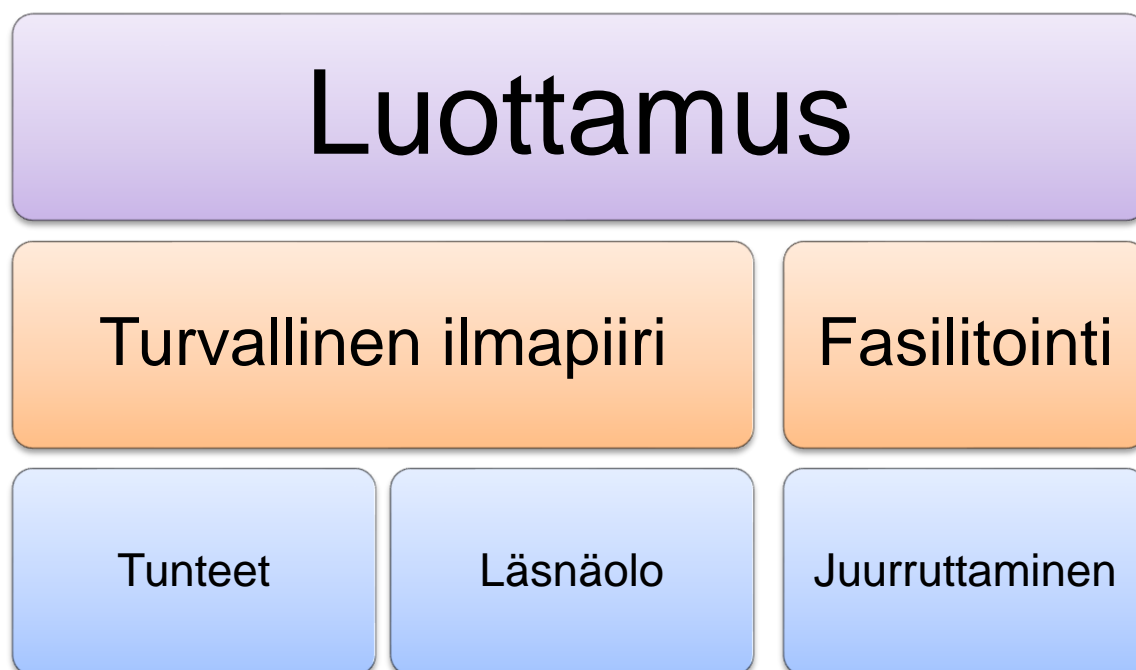 Luottamus
Turvallinen ilmapiiri
Fasilitointi
Tunteet
Läsnäolo
Juurruttaminen